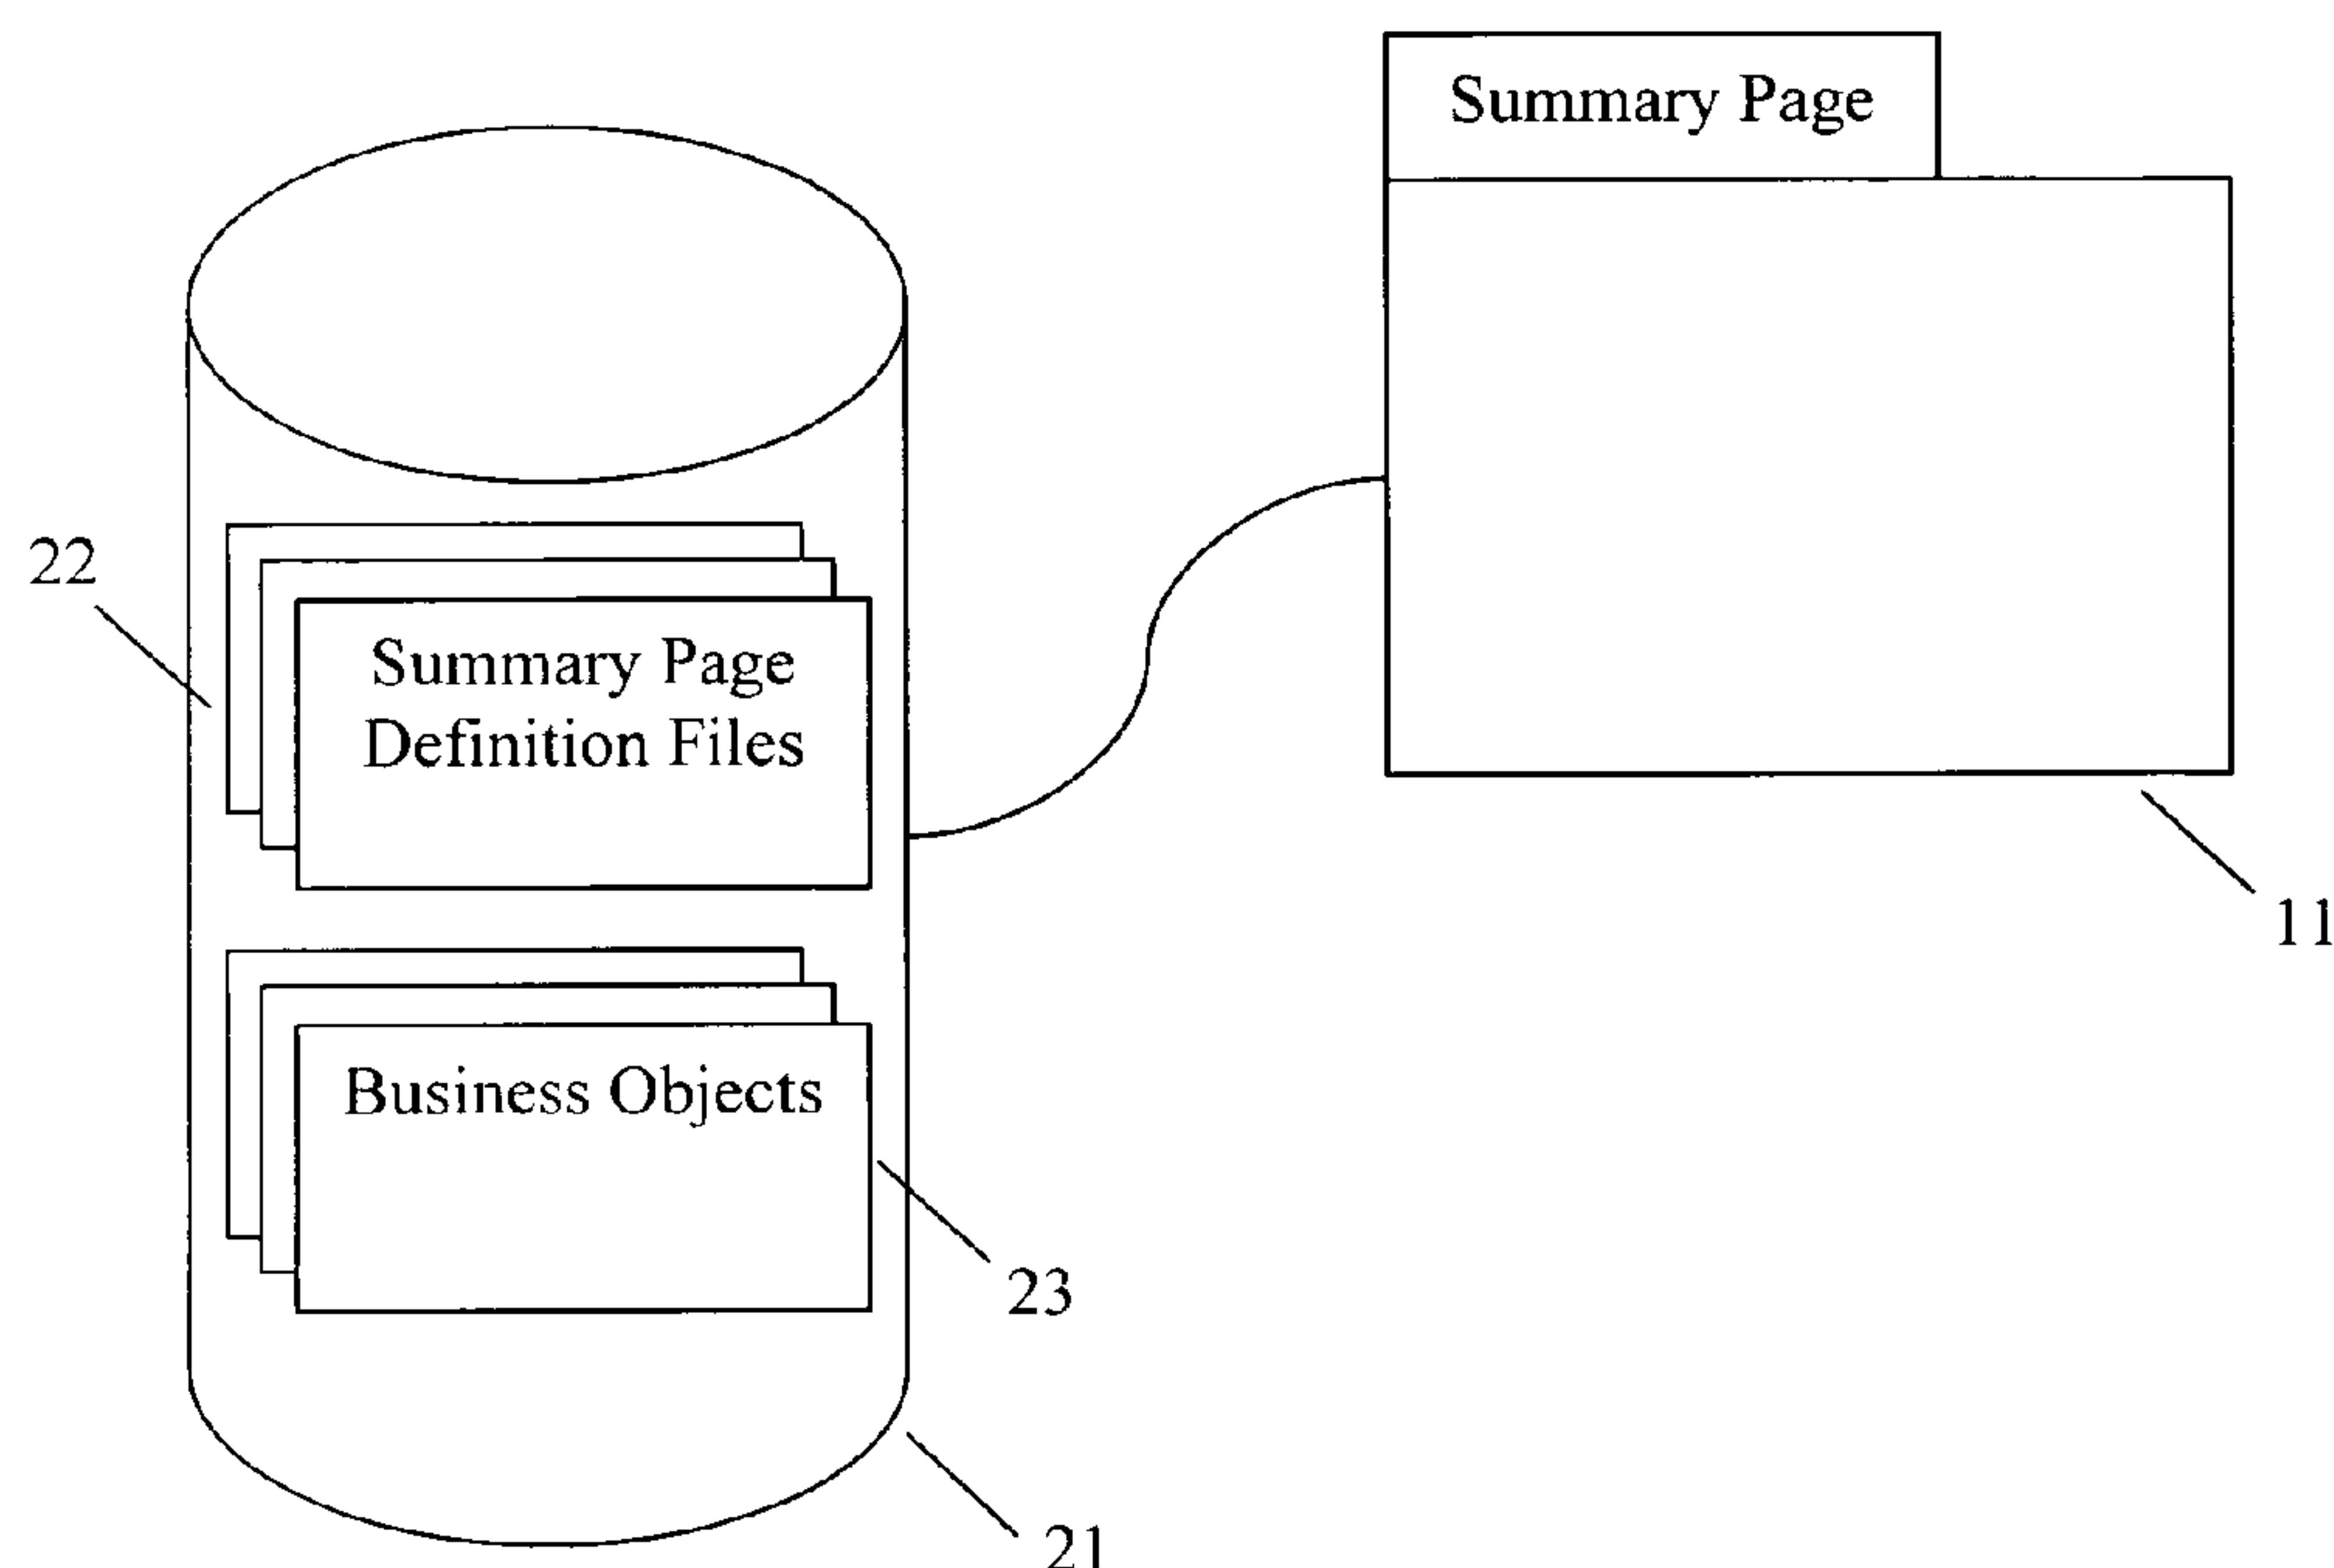 Summary Page
22
Summary Page
Definition Files
11
Business Objects
23
21